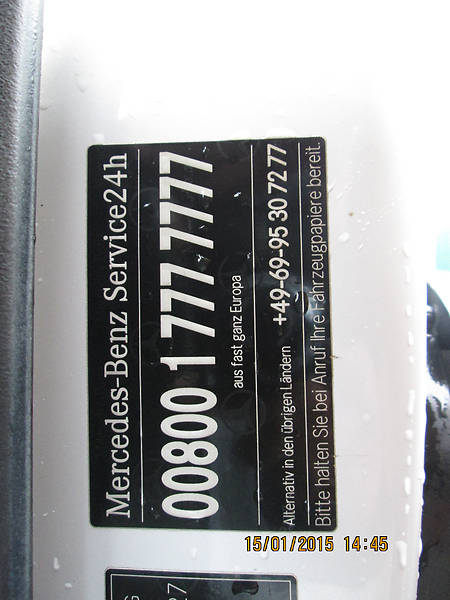 Mercedes-Benz Service24h
00800 1 777 7777
aus fast ganz Europa
Alternativ in den übrigen Ländern +49-69-95 30 72 77
Bitte halten Sie bei Anruf Ihre Fahrzeugpapiere bereit.
15/01/2015 14:45